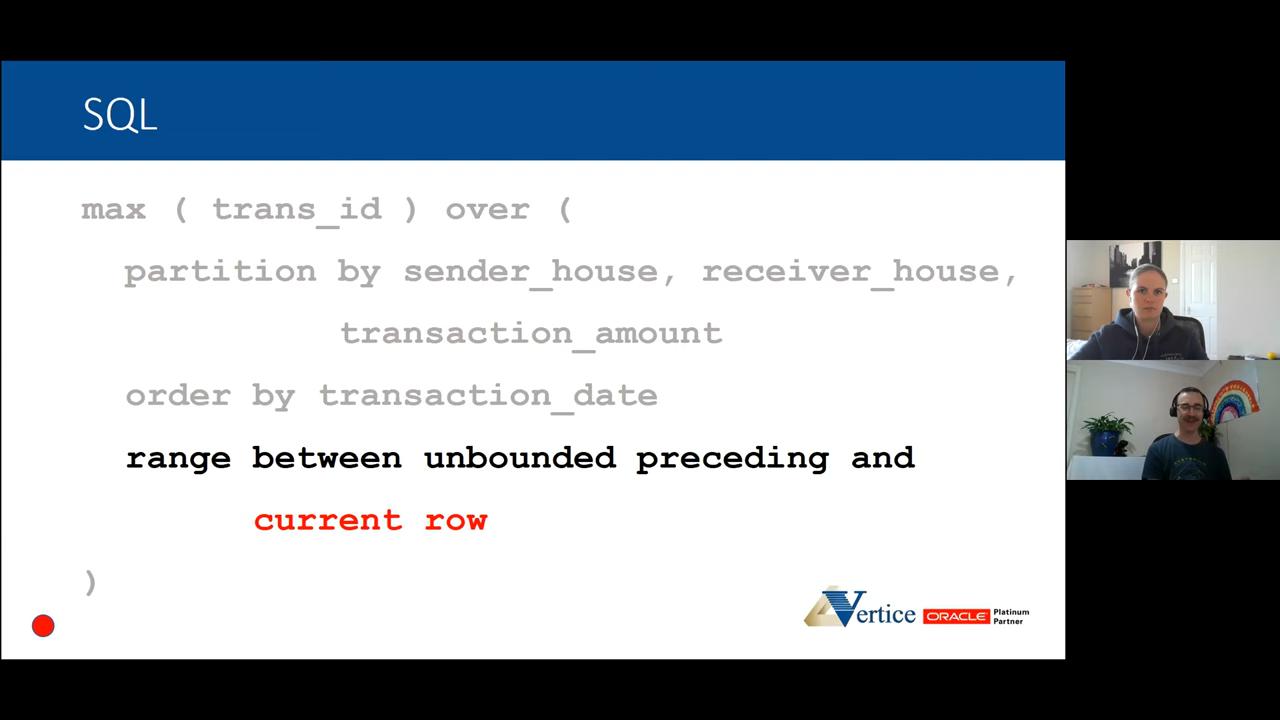 SQL
max ( trans_id ) over (
partition by sender_house, receiver_house,
transaction_amount
order by transaction_date
range between unbounded preceding and
current row
)
Vertice ORACLE Platinum
Partner